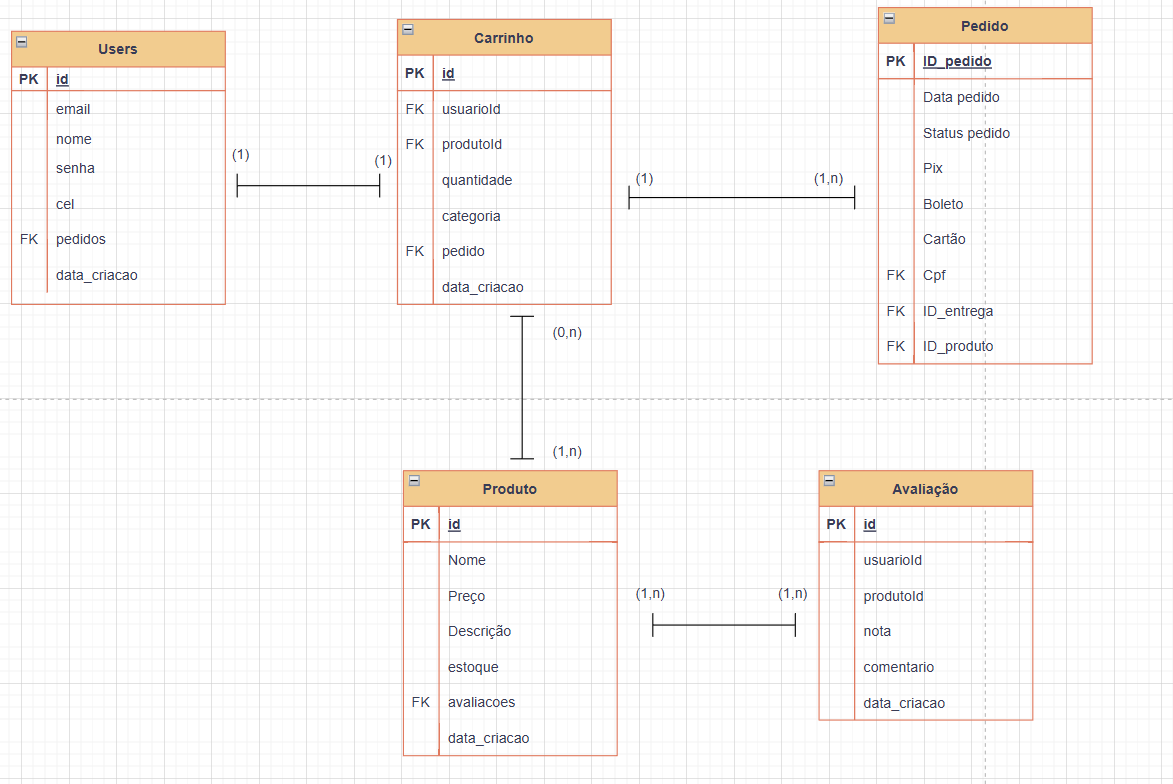 Users
PK id
email
nome
senha
cel
FK pedidos
data_criacao
(1)
(1)
Carrinho
PK id
FK usuarioId
FK produtoId
quantidade
categoria
FK pedido
data_criacao
(1)
(1,n)
Pedido
PK ID_pedido
Data pedido
Status pedido
Pix
Boleto
Cartão
FK Cpf
FK ID_entrega
FK ID_produto
(0,n)
(1,n)
Produto
PK id
Nome
Preço
Descrição
estoque
FK avaliacoes
data_criacao
(1,n)
(1,n)
Avaliação
PK id
usuarioId
produtoId
nota
comentario
data_criacao